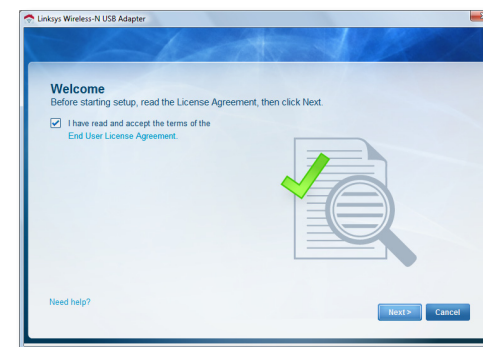 Linksys Wireless-N USB Adapter
Welcome
Before starting setup, read the License Agreement, then click Next.
I have read and accept the terms of the
End User License Agreement.
Need help?
Next >
Cancel